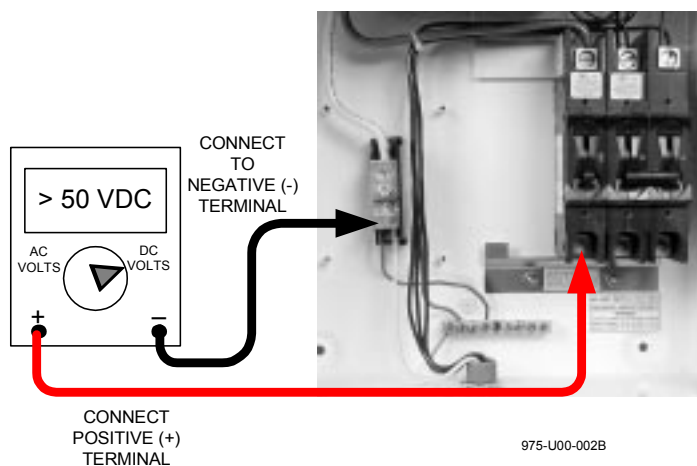 CONNECT
TO
NEGATIVE (-)
TERMINAL
> 50 VDC
AC
VOLTS
DC
VOLTS
+
−
CONNECT
POSITIVE (+)
TERMINAL
975-U00-002B